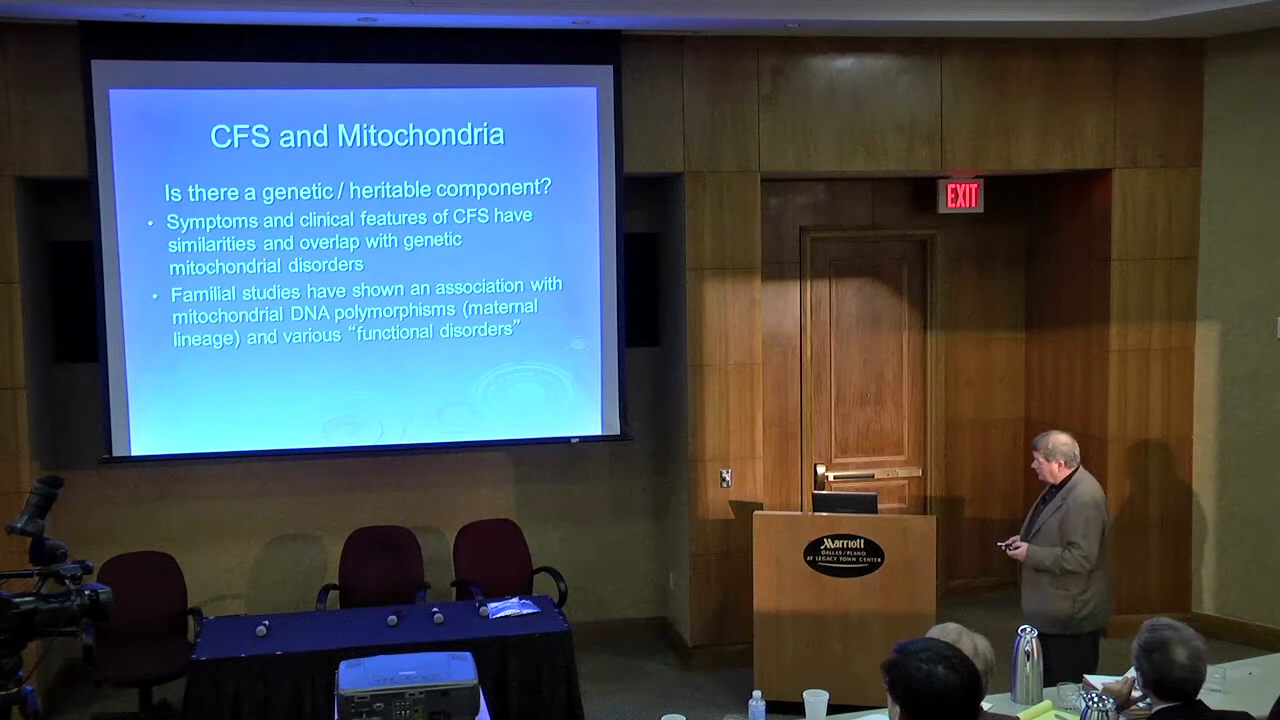 CFS and Mitochondria
Is there a genetic / heritable component?
• Symptoms and clinical features of CFS have
similarities and overlap with genetic
mitochondrial disorders
• Familial studies have shown an association with
mitochondrial DNA polymorphisms (maternal
lineage) and various “functional disorders”
EXIT
Marriott
DALLAS / PLANO
AT LEGACY TOWN CENTER